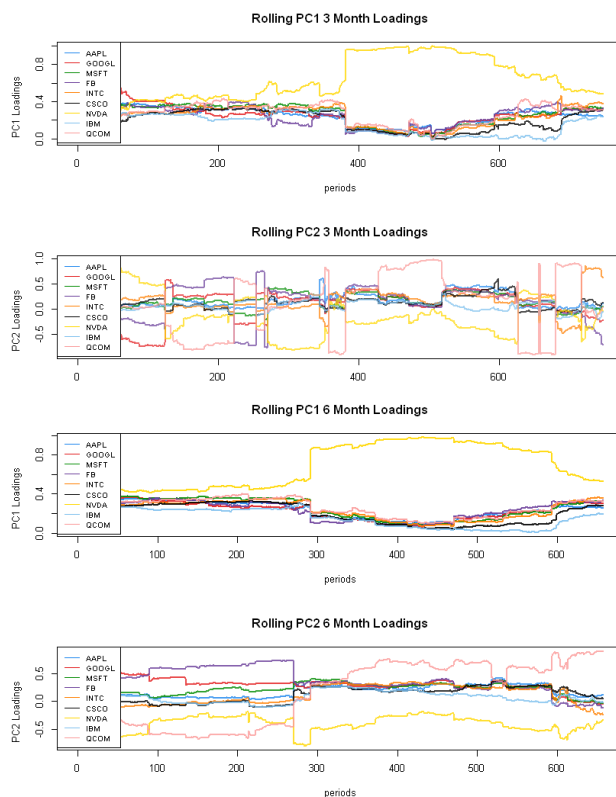 Rolling PC1 3 Month Loadings
PC1 Loadings
0.0 0.4 0.8
AAPL
GOOGL
MSFT
FB
INTC
CSCO
NVDA
IBM
QCOM
0 200 400 600
periods
Rolling PC2 3 Month Loadings
PC2 Loadings
-0.5 0.0 0.5 1.0
AAPL
GOOGL
MSFT
FB
INTC
CSCO
NVDA
IBM
QCOM
0 200 400 600
periods
Rolling PC1 6 Month Loadings
PC1 Loadings
0.0 0.4 0.8
AAPL
GOOGL
MSFT
FB
INTC
CSCO
NVDA
IBM
QCOM
0 100 200 300 400 500 600
periods
Rolling PC2 6 Month Loadings
PC2 Loadings
-0.5 0.0 0.5
AAPL
GOOGL
MSFT
FB
INTC
CSCO
NVDA
IBM
QCOM
0 100 200 300 400 500 600
periods